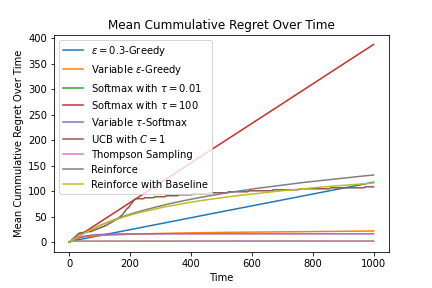 Mean Cummulative Regret Over Time
Mean Cummulative Regret Over Time
400
350
300
250
200
150
100
50
0
ε = 0.3-Greedy
Variable ε-Greedy
Softmax with τ = 0.01
Softmax with τ = 100
Variable τ-Softmax
UCB with C = 1
Thompson Sampling
Reinforce
Reinforce with Baseline
0 200 400 600 800 1000
Time